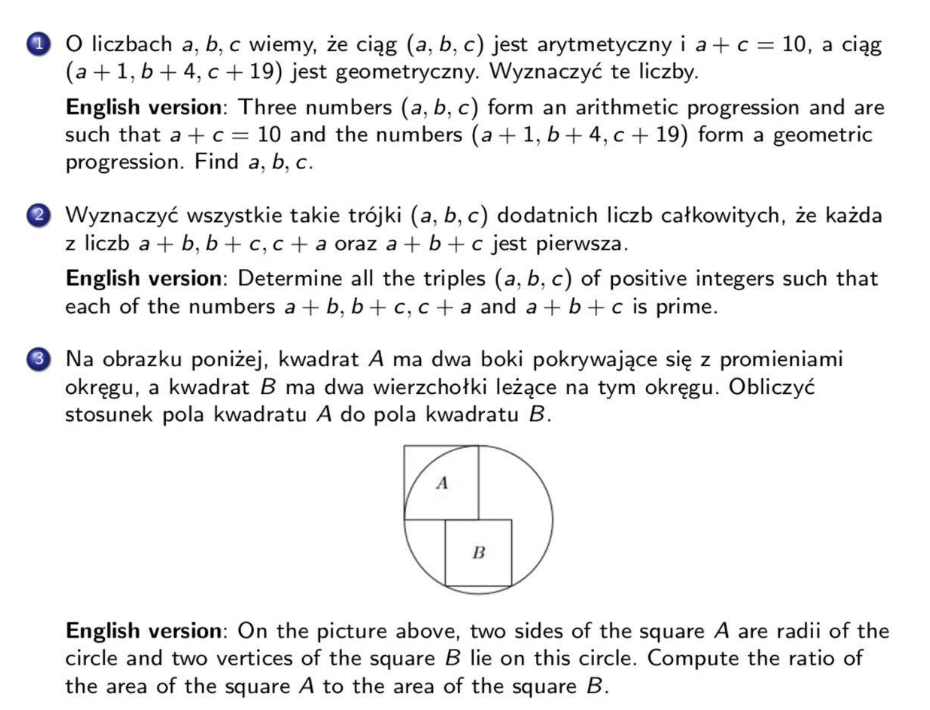 1 O liczbach a, b, c wiemy, że ciąg (a, b, c) jest arytmetyczny i a + c = 10, a ciąg
(a + 1, b + 4, c + 19) jest geometryczny. Wyznaczyć te liczby.
English version: Three numbers (a, b, c) form an arithmetic progression and are
such that a + c = 10 and the numbers (a + 1, b + 4, c + 19) form a geometric
progression. Find a, b, c.
2 Wyznaczyć wszystkie takie trójki (a, b, c) dodatnich liczb całkowitych, że każda
z liczb a + b, b + c, c + a oraz a + b + c jest pierwsza.
English version: Determine all the triples (a, b, c) of positive integers such that
each of the numbers a + b, b + c, c + a and a + b + c is prime.
3 Na obrazku poniżej, kwadrat A ma dwa boki pokrywające się z promieniami
okręgu, a kwadrat B ma dwa wierzchołki leżące na tym okręgu. Obliczyć
stosunek pola kwadratu A do pola kwadratu B.
A
B
English version: On the picture above, two sides of the square A are radii of the
circle and two vertices of the square B lie on this circle. Compute the ratio of
the area of the square A to the area of the square B.